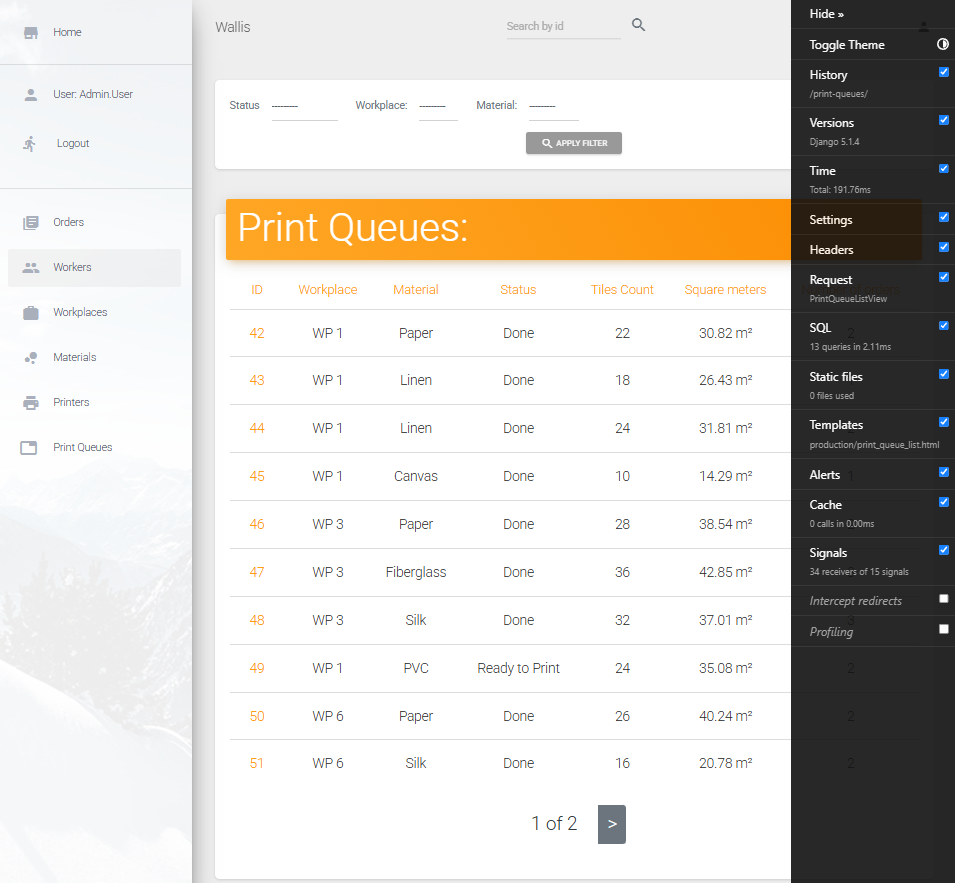 Home
User: Admin.User
Logout
Orders
Workers
Workplaces
Materials
Printers
Print Queues
Wallis
Search by id
Status --------- Workplace: --------- Material: ---------
APPLY FILTER
Print Queues:
ID Workplace Material Status Tiles Count Square meters
42 WP 1 Paper Done 22 30.82 m² 2
43 WP 1 Linen Done 18 26.43 m²
44 WP 1 Linen Done 24 31.81 m²
45 WP 1 Canvas Done 10 14.29 m² 1
46 WP 3 Paper Done 28 38.54 m²
47 WP 3 Fiberglass Done 36 42.85 m²
48 WP 3 Silk Done 32 37.01 m² 3
49 WP 1 PVC Ready to Print 24 35.08 m² 2
50 WP 6 Paper Done 26 40.24 m² 2
51 WP 6 Silk Done 16 20.78 m² 2
1 of 2 >
Hide »
Toggle Theme
History
/print-queues/
Versions
Django 5.1.4
Time
Total: 191.76ms
Settings
Headers
Request
PrintQueueListView
SQL
13 queries in 2.11ms
Static files
0 files used
Templates
production/print_queue_list.html
Alerts
Cache
0 calls in 0.00ms
Signals
34 receivers of 15 signals
Intercept redirects
Profiling